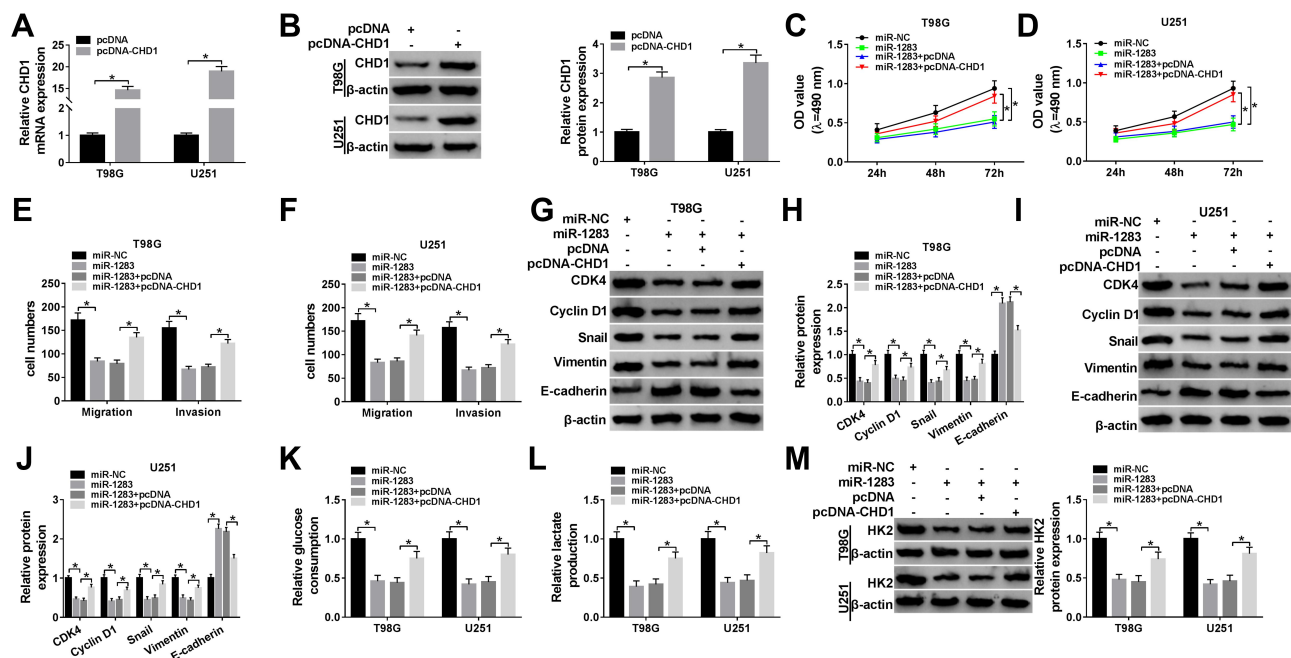 A
pcDNA
pcDNA-CHD1
Relative CHD1
mRNA expression
25
20
15
10
1
0
*
*
T98G
U251
B
pcDNA
+
-
pcDNA-CHD1
-
+
T98G
CHD1
β-actin
U251
CHD1
β-actin
pcDNA
pcDNA-CHD1
Relative CHD1
protein expression
4
3
2
1
0
*
*
T98G
U251
C
T98G
miR-NC
miR-1283
miR-1283+pcDNA
miR-1283+pcDNA-CHD1
OD value
(λ=490 nm)
1.5
1.0
0.5
0.0
*
*
24h
48h
72h
D
U251
miR-NC
miR-1283
miR-1283+pcDNA
miR-1283+pcDNA-CHD1
OD value
(λ=490 nm)
1.5
1.0
0.5
0.0
*
*
24h
48h
72h
E
T98G
miR-NC
miR-1283
miR-1283+pcDNA
miR-1283+pcDNA-CHD1
cell numbers
250
200
150
100
50
0
*
*
*
*
Migration
Invasion
F
U251
miR-NC
miR-1283
miR-1283+pcDNA
miR-1283+pcDNA-CHD1
cell numbers
250
200
150
100
50
0
*
*
*
*
Migration
Invasion
G
T98G
miR-NC
+
-
-
-
miR-1283
-
+
+
+
pcDNA
-
-
+
-
pcDNA-CHD1
-
-
-
+
CDK4
Cyclin D1
Snail
Vimentin
E-cadherin
β-actin
H
T98G
miR-NC
miR-1283
miR-1283+pcDNA
miR-1283+pcDNA-CHD1
Relative protein
expression
3
2
1
0
*
*
*
*
*
*
*
*
*
*
CDK4
Cyclin D1
Snail
Vimentin
E-cadherin
I
U251
miR-NC
+
-
-
-
miR-1283
-
+
+
+
pcDNA
-
-
+
-
pcDNA-CHD1
-
-
-
+
CDK4
Cyclin D1
Snail
Vimentin
E-cadherin
β-actin
J
U251
miR-NC
miR-1283
miR-1283+pcDNA
miR-1283+pcDNA-CHD1
Relative protein
expression
3
2
1
0
*
*
*
*
*
*
*
*
*
*
CDK4
Cyclin D1
Snail
Vimentin
E-cadherin
K
miR-NC
miR-1283
miR-1283+pcDNA
miR-1283+pcDNA-CHD1
Relative glucose
consumption
1.5
1.0
0.5
0.0
*
*
*
*
T98G
U251
L
miR-NC
miR-1283
miR-1283+pcDNA
miR-1283+pcDNA-CHD1
Relative lactate
production
1.5
1.0
0.5
0.0
*
*
*
*
T98G
U251
M
miR-NC
+
-
-
-
miR-1283
-
+
+
+
pcDNA
-
-
+
-
pcDNA-CHD1
-
-
-
+
T98G
HK2
β-actin
U251
HK2
β-actin
miR-NC
miR-1283
miR-1283+pcDNA
miR-1283+pcDNA-CHD1
Relative HK2
protein expression
1.5
1.0
0.5
0.0
*
*
*
*
T98G
U251